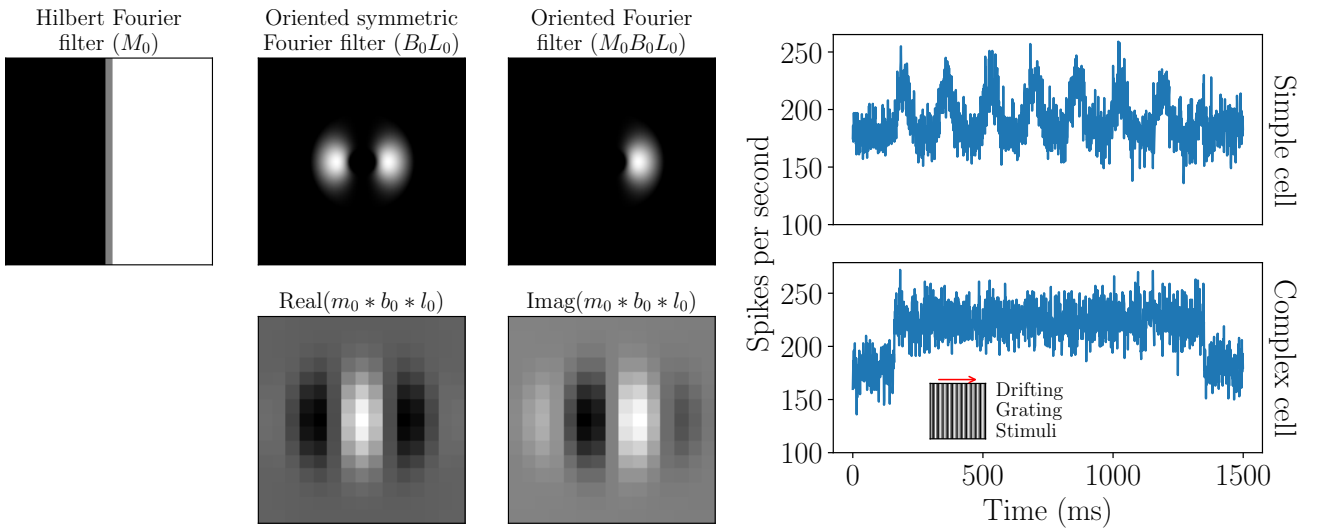 Hilbert Fourier
filter (M₀)
Oriented symmetric
Fourier filter (B₀L₀)
Oriented Fourier
filter (M₀B₀L₀)
Real(m₀ * b₀ * l₀)
Imag(m₀ * b₀ * l₀)
Spikes per second
250
200
150
100
Simple cell
250
200
150
100
Complex cell
Drifting
Grating
Stimuli
0
500
1000
1500
Time (ms)